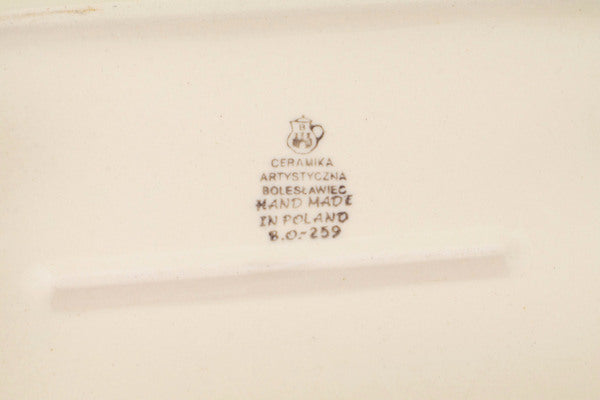 CERAMIKA
ARTYSTYCZNA
BOLESŁAWIEC
HAND MADE
IN POLAND
B.O.-259